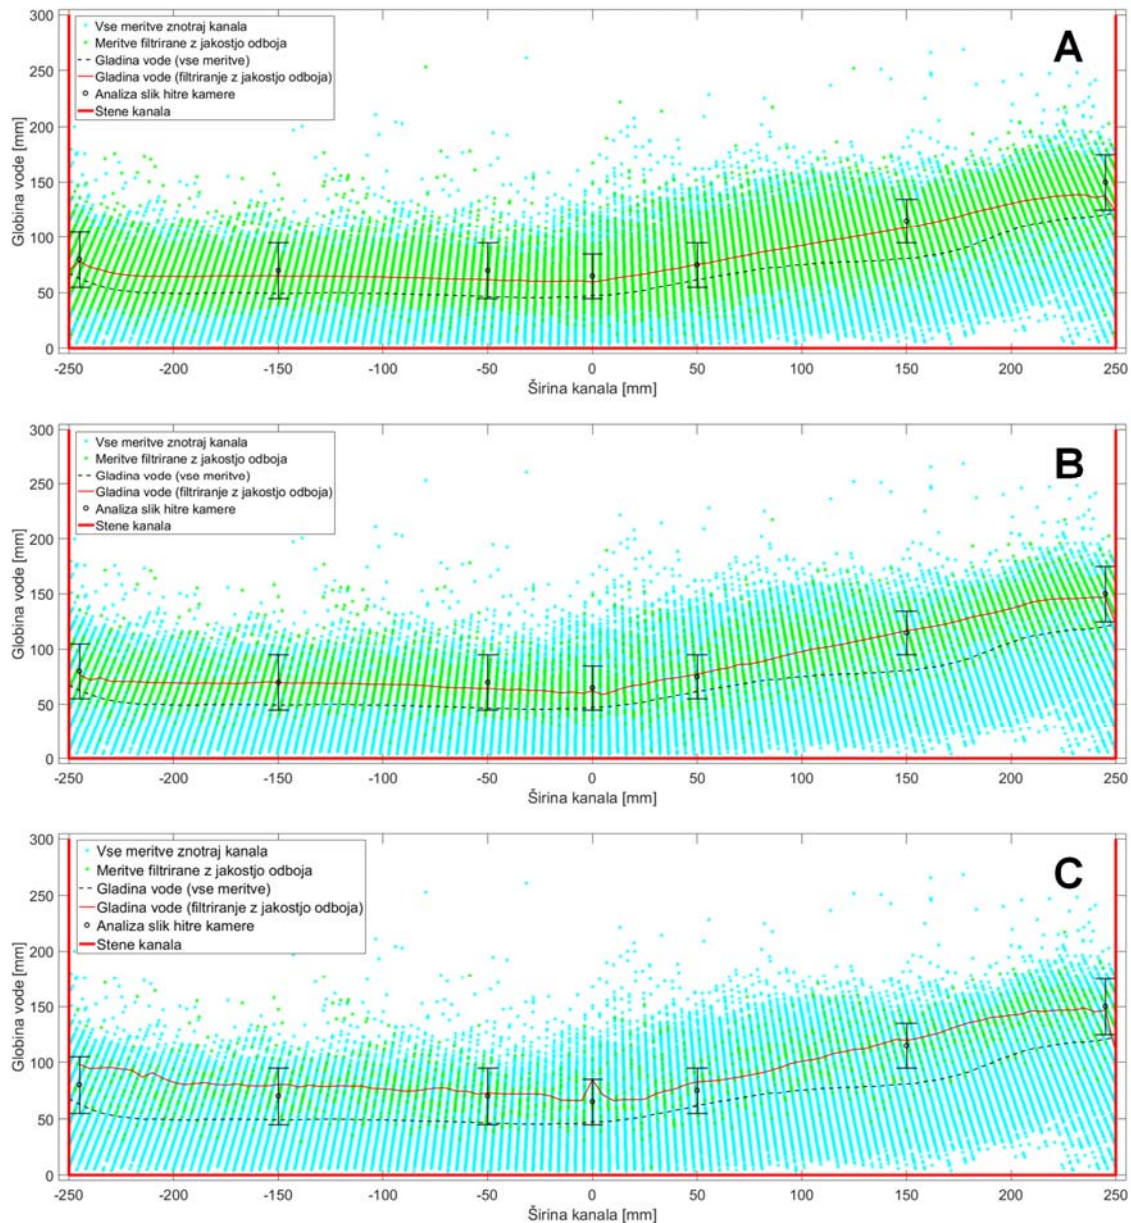 Vse meritve znotraj kanala
Meritve filtrirane z jakostjo odboja
Gladina vode (vse meritve)
Gladina vode (filtriranje z jakostjo odboja)
Analiza slik hitre kamere
Stene kanala
A
300
250
200
150
100
50
0
Globina vode [mm]
-250 -200 -150 -100 -50 0 50 100 150 200 250
Širina kanala [mm]
Vse meritve znotraj kanala
Meritve filtrirane z jakostjo odboja
Gladina vode (vse meritve)
Gladina vode (filtriranje z jakostjo odboja)
Analiza slik hitre kamere
Stene kanala
B
300
250
200
150
100
50
0
Globina vode [mm]
-250 -200 -150 -100 -50 0 50 100 150 200 250
Širina kanala [mm]
Vse meritve znotraj kanala
Meritve filtrirane z jakostjo odboja
Gladina vode (vse meritve)
Gladina vode (filtriranje z jakostjo odboja)
Analiza slik hitre kamere
Stene kanala
C
300
250
200
150
100
50
0
Globina vode [mm]
-250 -200 -150 -100 -50 0 50 100 150 200 250
Širina kanala [mm]